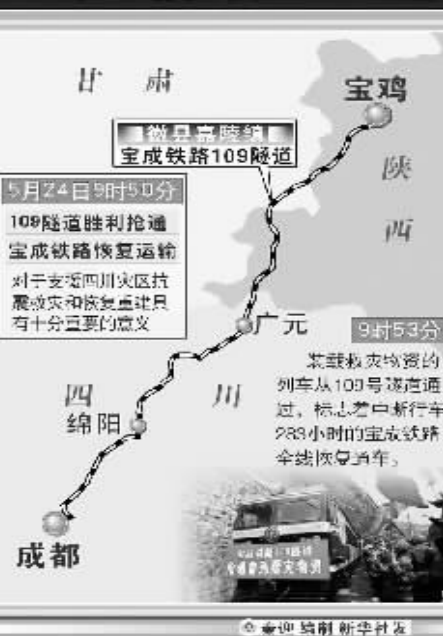 甘 肃
宝鸡
徽县嘉陵镇
宝成铁路109隧道
陕
西
5月24日9时50分
109隧道胜利抢通
宝成铁路恢复运输
对于支援四川灾区抗
震救灾和恢复重建具
有十分重要的意义
广元
9时53分
装载救灾物资的
列车从109号隧道通
过，标志着中断行车
283小时的宝成铁路
全线恢复通车。
四 川
绵阳
成都
编制 新华社发